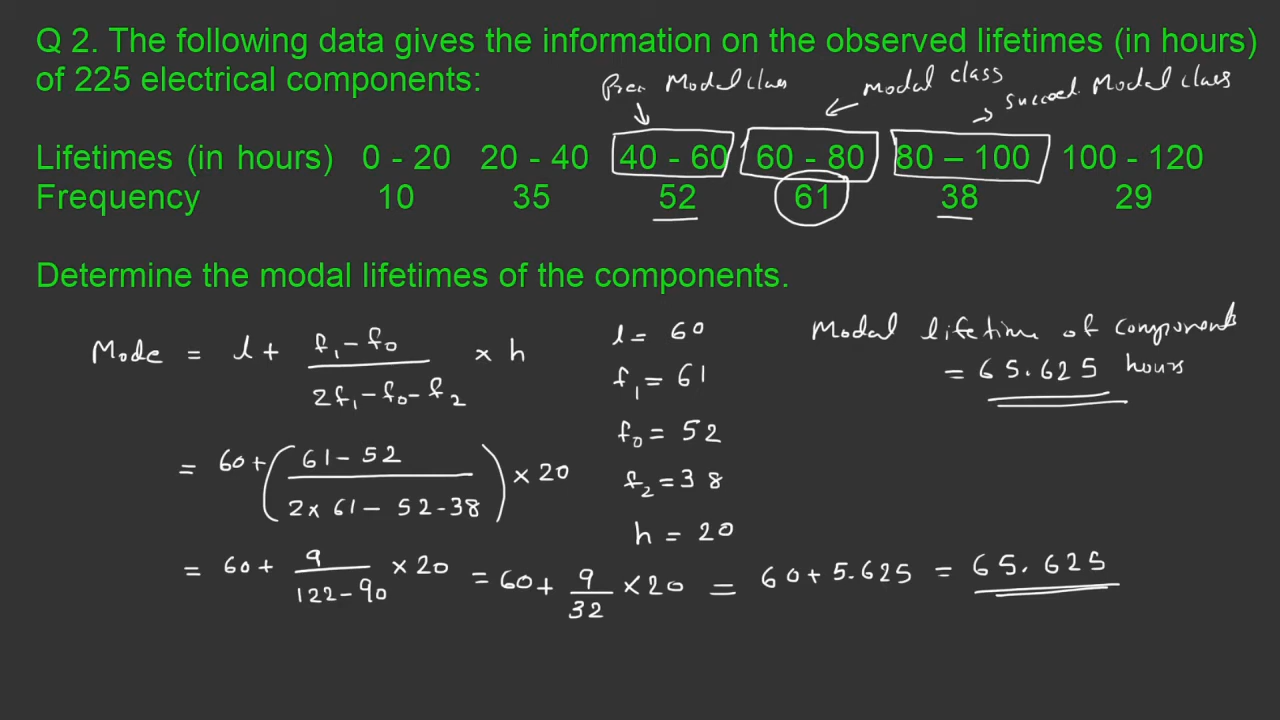 Q 2. The following data gives the information on the observed lifetimes (in hours)
of 225 electrical components:
Modal class
Modal class
Succeed. Modal class
Lifetimes (in hours) 0 - 20 20 - 40 40 - 60 60 - 80 80 – 100 100 - 120
Frequency 10 35 52 61 38 29
Determine the modal lifetimes of the components.
Mode = l + (f₁ - f₀)/(2f₁ - f₀ - f₂) × h
= 60 + ((61 - 52)/(2 × 61 - 52 - 38)) × 20
= 60 + 9/(122 - 90) × 20 = 60 + 9/32 × 20 = 60 + 5.625 = 65.625
l = 60
f₁ = 61
f₀ = 52
f₂ = 38
h = 20
Modal lifetime of components
= 65.625 hours